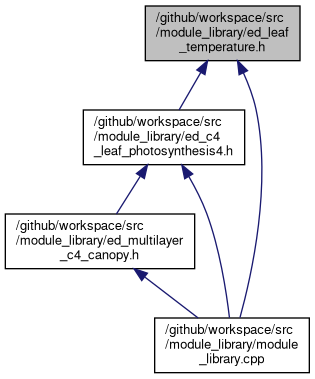 /github/workspace/src
/module_library/ed_leaf
_temperature.h
/github/workspace/src
/module_library/ed_c4
_leaf_photosynthesis4.h
/github/workspace/src
/module_library/ed_multilayer
_c4_canopy.h
/github/workspace/src
/module_library/module
_library.cpp